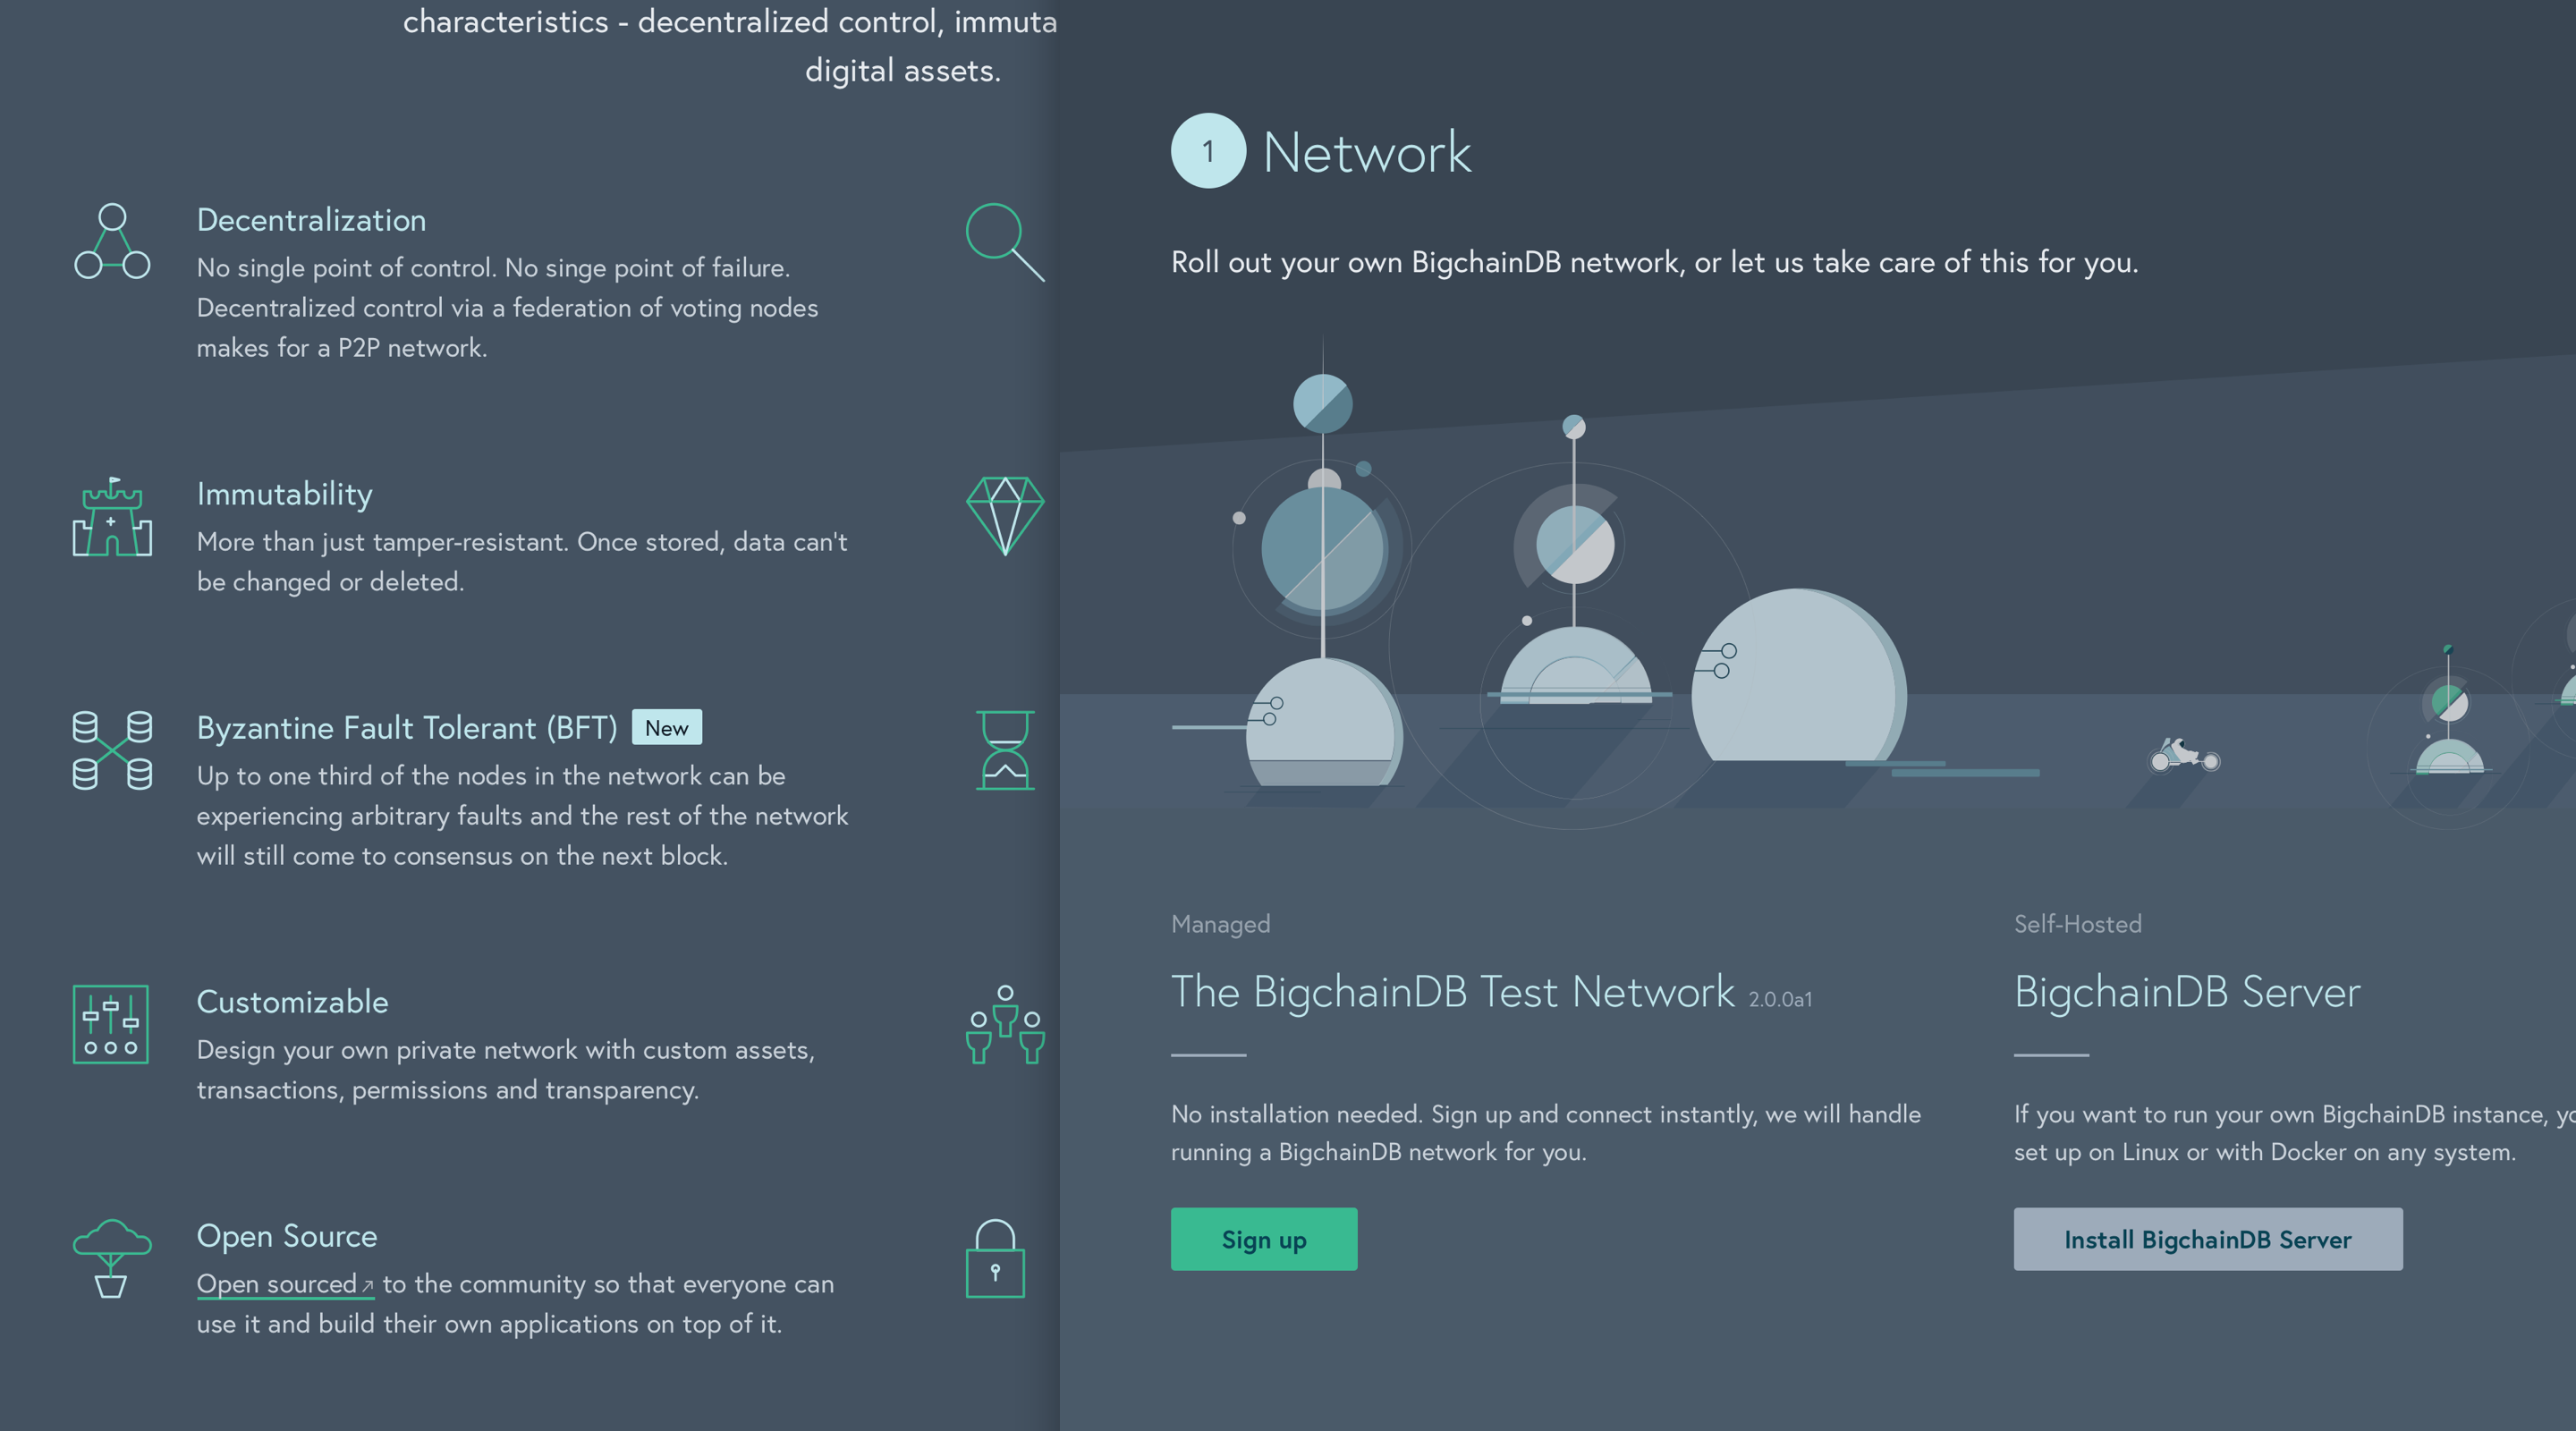 characteristics - decentralized control, immuta
digital assets.
Decentralization
No single point of control. No singe point of failure.
Decentralized control via a federation of voting nodes
makes for a P2P network.
Immutability
More than just tamper-resistant. Once stored, data can't
be changed or deleted.
Byzantine Fault Tolerant (BFT) New
Up to one third of the nodes in the network can be
experiencing arbitrary faults and the rest of the network
will still come to consensus on the next block.
Customizable
Design your own private network with custom assets,
transactions, permissions and transparency.
Open Source
Open sourced↗ to the community so that everyone can
use it and build their own applications on top of it.
1 Network
Roll out your own BigchainDB network, or let us take care of this for you.
Managed
The BigchainDB Test Network 2.0.0a1
No installation needed. Sign up and connect instantly, we will handle
running a BigchainDB network for you.
Sign up
Self-Hosted
BigchainDB Server
If you want to run your own BigchainDB instance, yo
set up on Linux or with Docker on any system.
Install BigchainDB Server